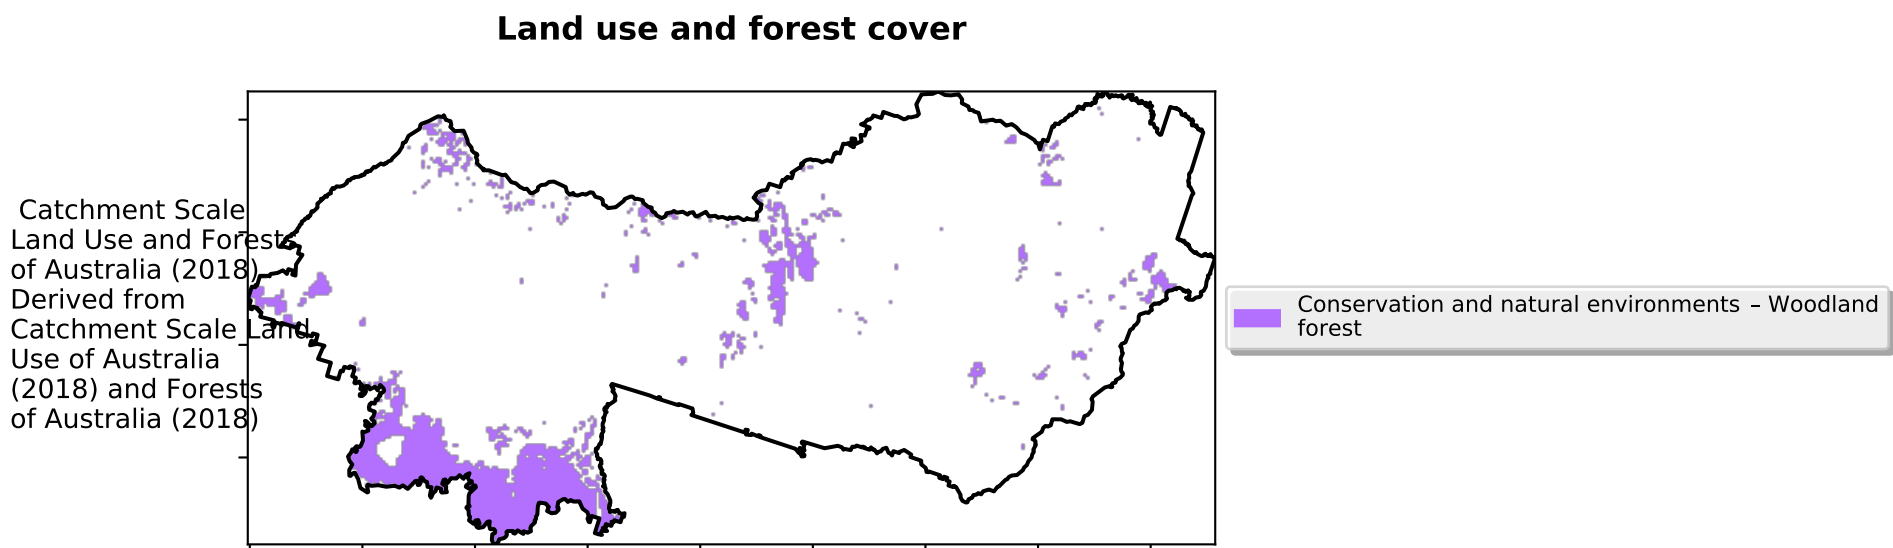 Land use and forest cover
Catchment Scale
Land Use and Forests
of Australia (2018)
Derived from
Catchment Scale Land
Use of Australia
(2018) and Forests
of Australia (2018)
Conservation and natural environments – Woodland
forest